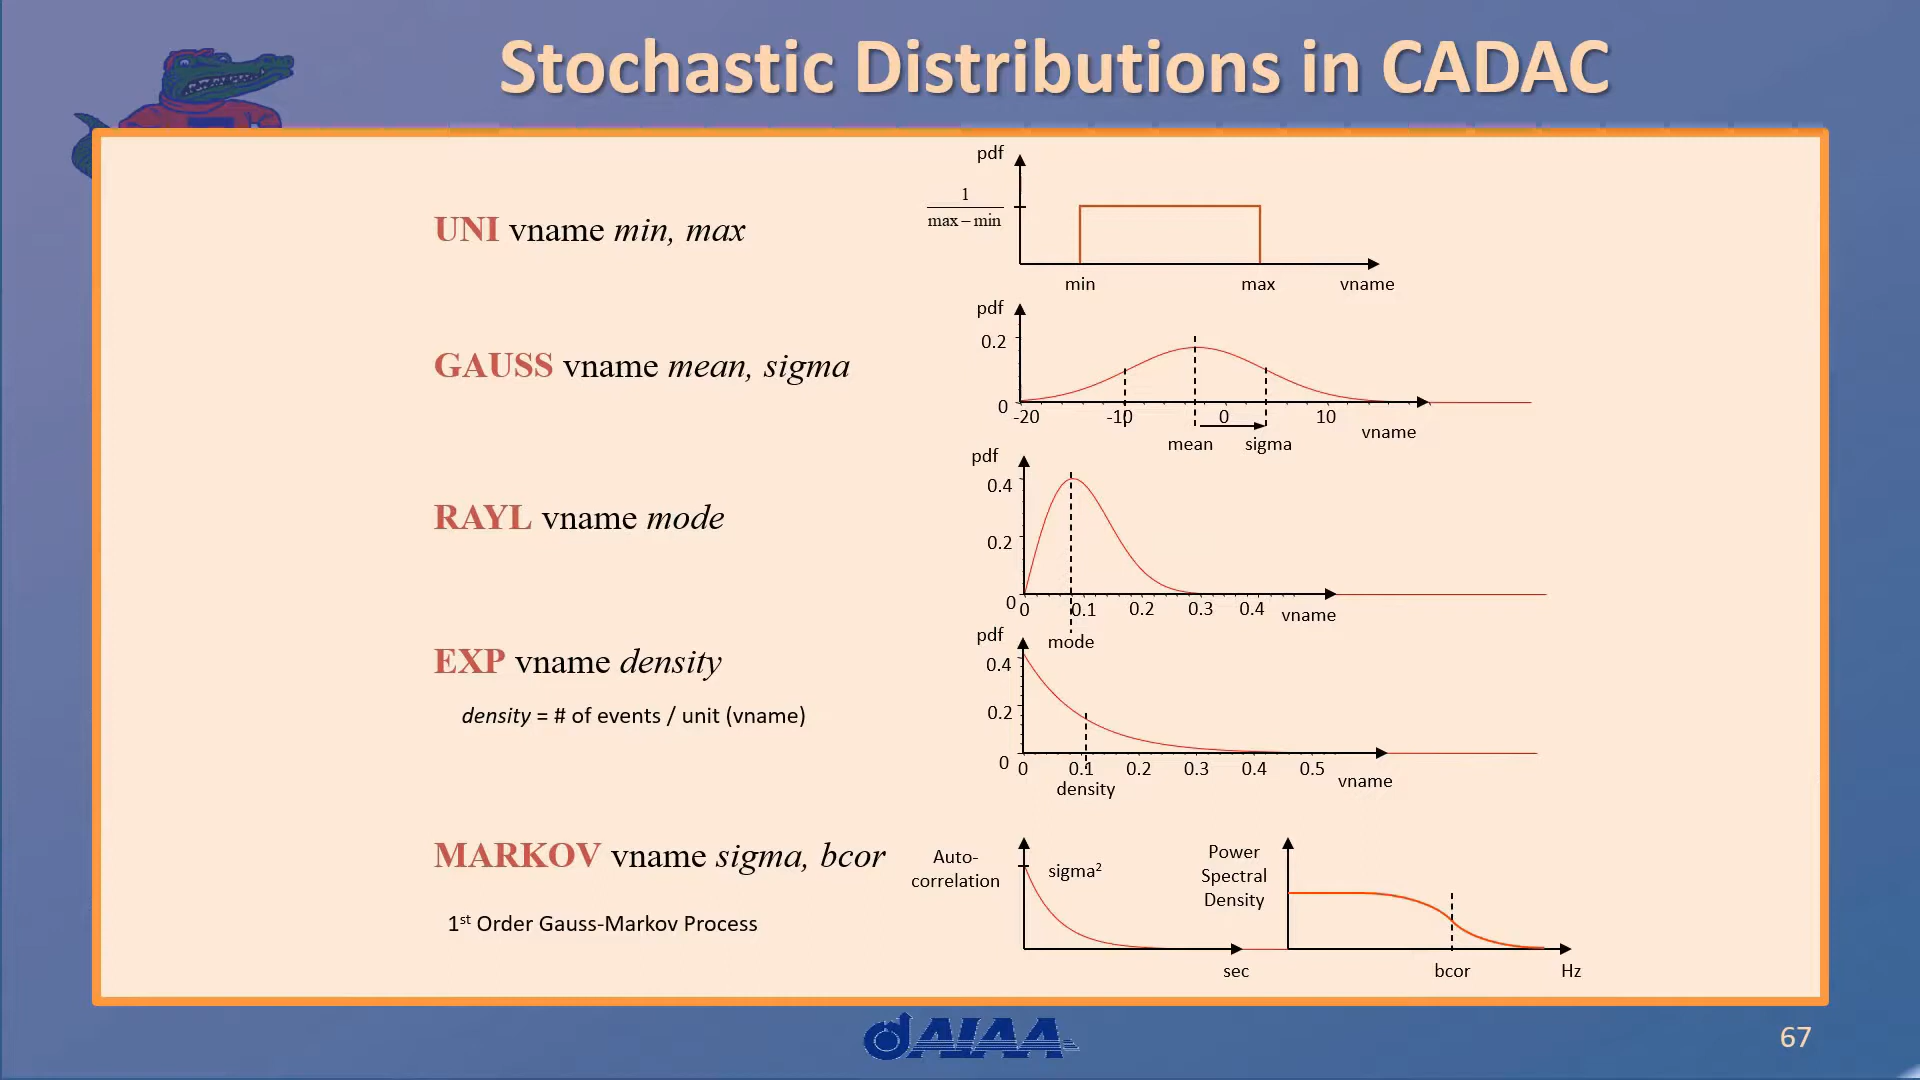 Stochastic Distributions in CADAC
UNI vname min, max
pdf
1
max – min
min max vname
GAUSS vname mean, sigma
pdf
0.2
0
-20 -10 0 10
vname
mean sigma
RAYL vname mode
pdf
0.4
0.2
0
0 0.1 0.2 0.3 0.4 vname
mode
EXP vname density
density = # of events / unit (vname)
pdf
0.4
0.2
0
0 0.1 0.2 0.3 0.4 0.5 vname
density
MARKOV vname sigma, bcor
1st Order Gauss-Markov Process
Auto-
correlation
sigma²
sec
Power
Spectral
Density
bcor Hz
AIAA
67